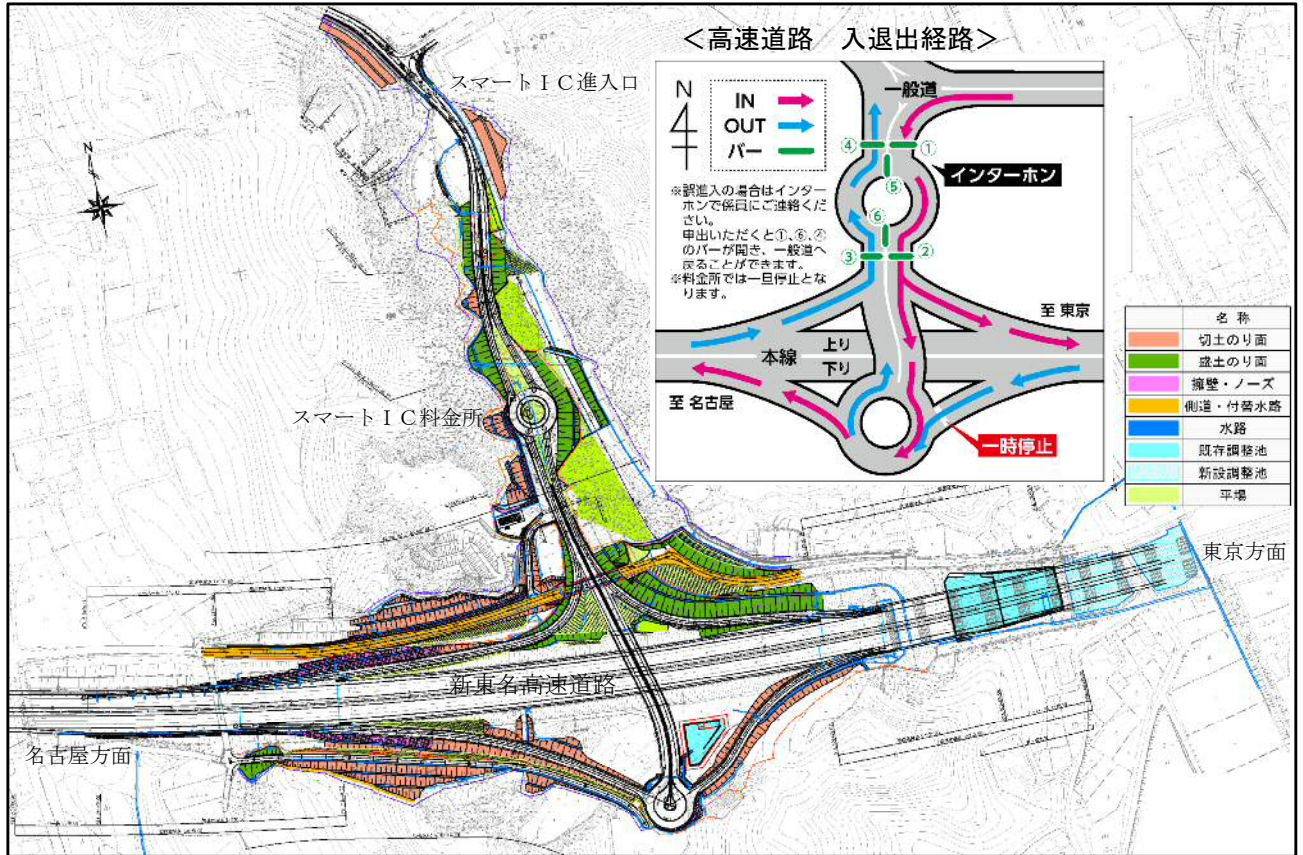 スマートＩＣ進入口
N
スマートＩＣ料金所
新東名高速道路
名古屋方面
東京方面
＜高速道路　入退出経路＞
N
IN
OUT
バー
※誤進入の場合はインター
ホンで係員にご連絡くだ
さい。
申出いただくと①、⑥、④
のバーが開き、一般道へ
戻ることができます。
※料金所では一旦停止とな
ります。
一般道
④
①
⑤
インターホン
⑥
③
②
至 東京
本線
上り
下り
至 名古屋
一時停止
名 称
切土のり面
盛土のり面
擁壁・ノーズ
側道・付替水路
水路
既存調整池
新設調整池
平場